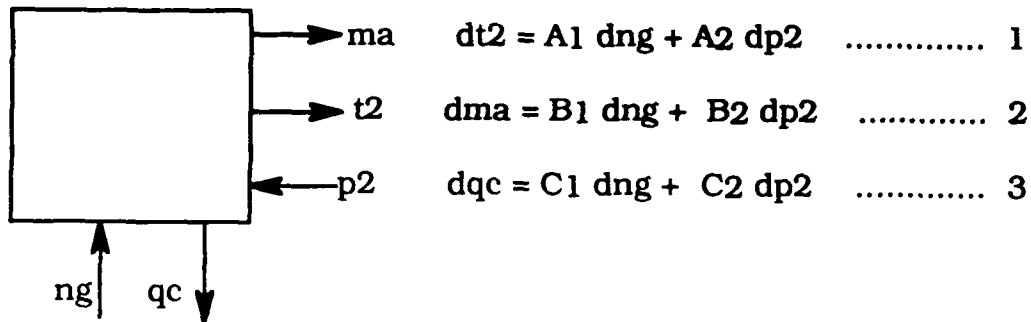 ma dt2 = A1 dng + A2 dp2 .............. 1
t2 dma = B1 dng + B2 dp2 ............. 2
p2 dqc = C1 dng + C2 dp2 ............ 3
ng qc